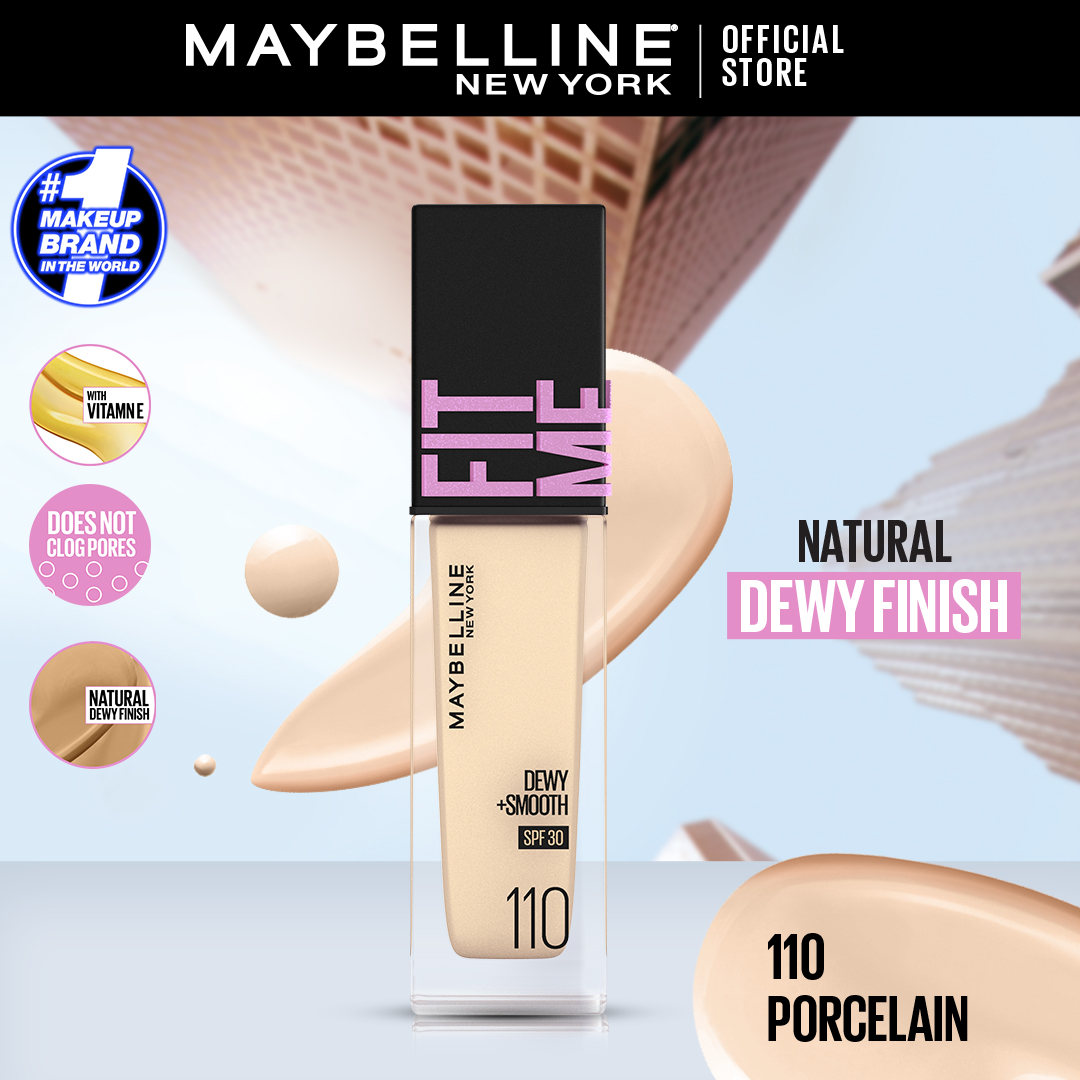 MAYBELLINE
NEW YORK
OFFICIAL
STORE
#1
MAKEUP
BRAND
IN THE WORLD
WITH
VITAMN E
DOES NOT
CLOG PORES
NATURAL
DEWY FINISH
FIT
ME
MAYBELLINE
NEW YORK
DEWY
+SMOOTH
SPF 30
110
NATURAL
DEWY FINISH
110
PORCELAIN